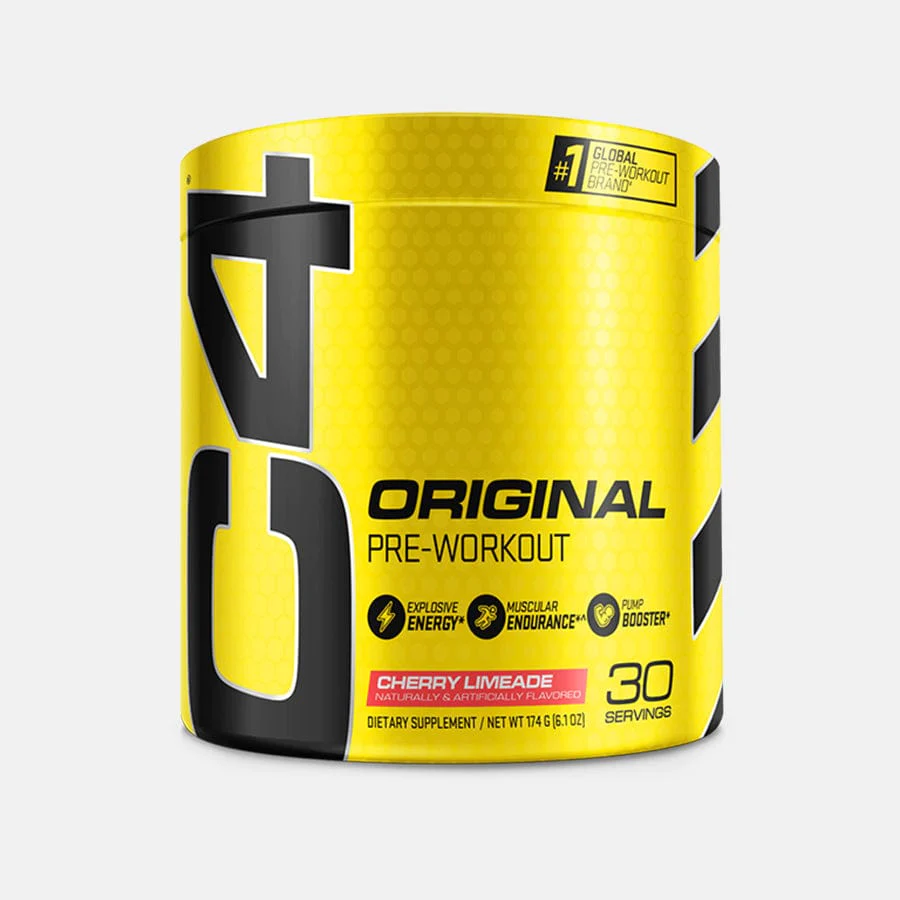 #1
GLOBAL
PRE-WORKOUT
BRAND^
®
C4
ORIGINAL
PRE-WORKOUT
EXPLOSIVE
ENERGY*
MUSCULAR
ENDURANCE*^
PUMP
BOOSTER*
CHERRY LIMEADE
NATURALLY & ARTIFICIALLY FLAVORED
DIETARY SUPPLEMENT / NET WT 174 G (6.1 OZ)
30
SERVINGS